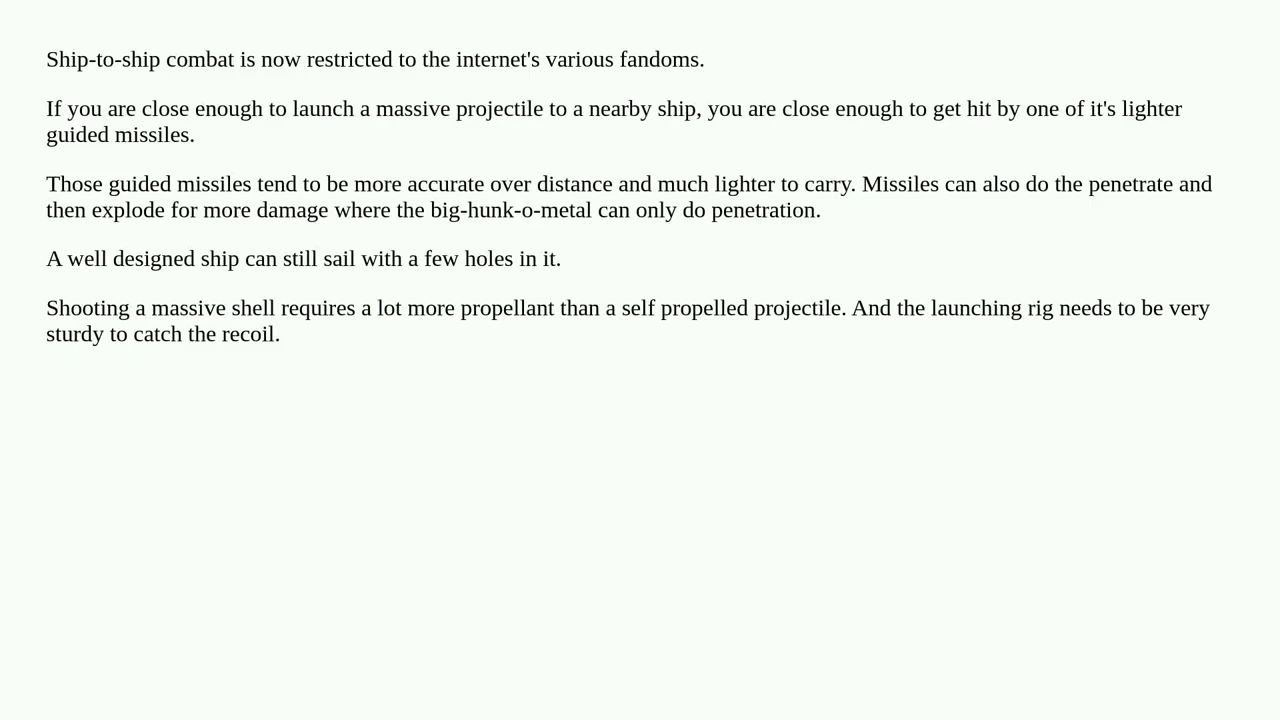 Ship-to-ship combat is now restricted to the internet's various fandoms.
If you are close enough to launch a massive projectile to a nearby ship, you are close enough to get hit by one of it's lighter
guided missiles.
Those guided missiles tend to be more accurate over distance and much lighter to carry. Missiles can also do the penetrate and
then explode for more damage where the big-hunk-o-metal can only do penetration.
A well designed ship can still sail with a few holes in it.
Shooting a massive shell requires a lot more propellant than a self propelled projectile. And the launching rig needs to be very
sturdy to catch the recoil.